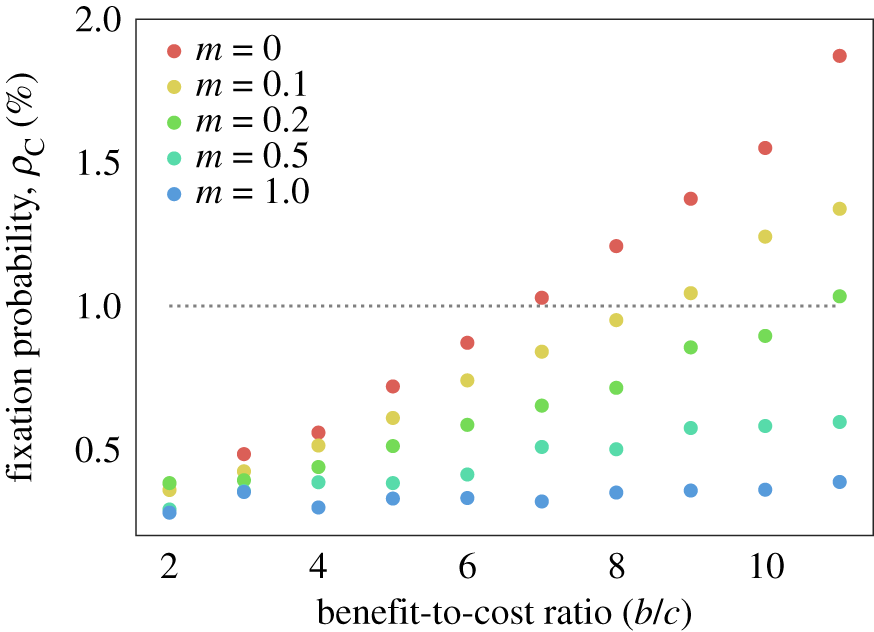 2.0
1.5
1.0
0.5
fixation probability, ρC (%)
m = 0
m = 0.1
m = 0.2
m = 0.5
m = 1.0
2 4 6 8 10
benefit-to-cost ratio (b/c)